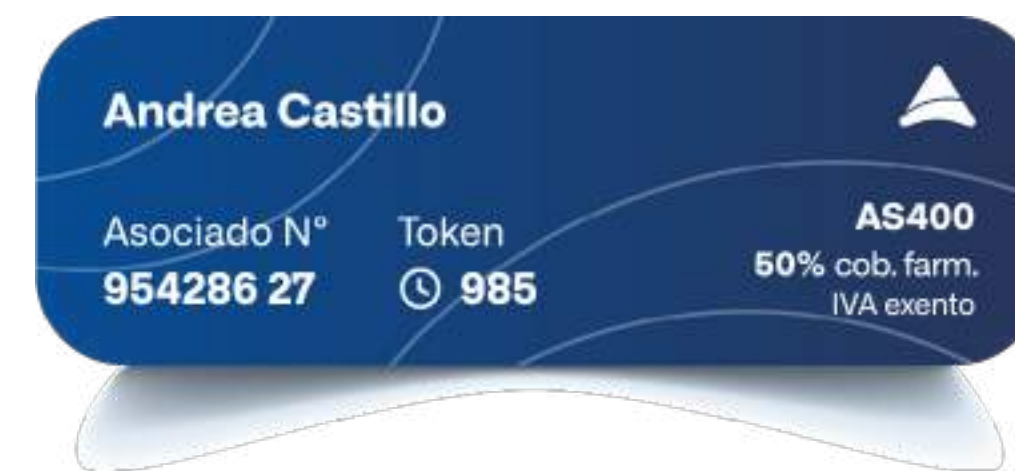 Andrea Castillo
Asociado N° Token
954286 27 985
AS400
50% cob. farm.
IVA exento